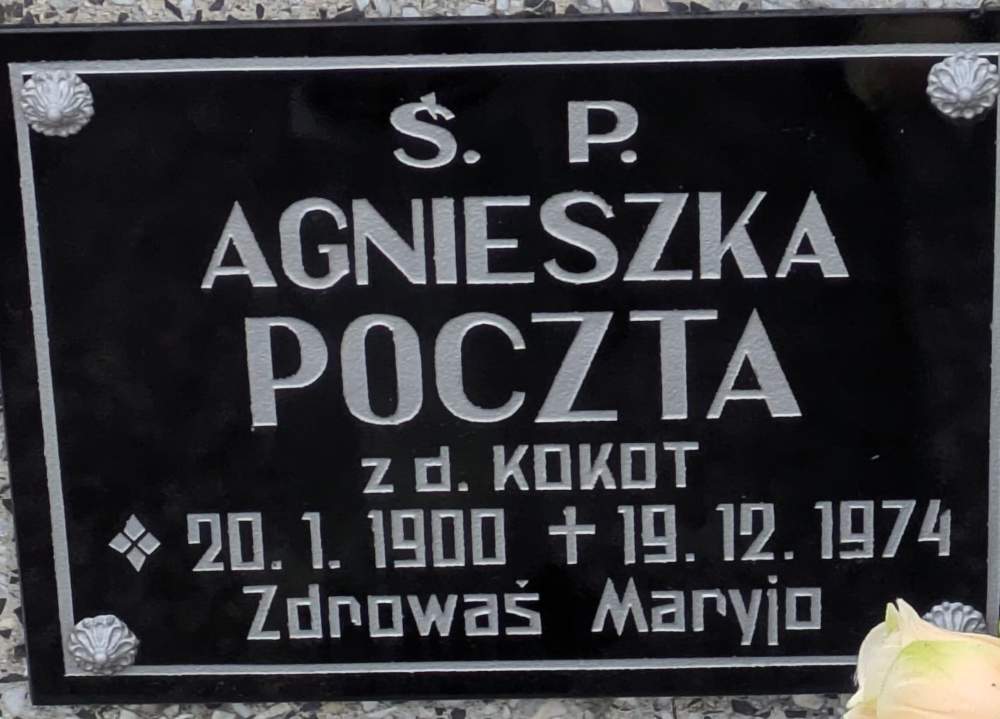 Ś. P.
AGNIESZKA
POCZTA
z d. KOKOT
❖ 20. 1. 1900 ✝ 19. 12. 1974
Zdrowaś Maryjo